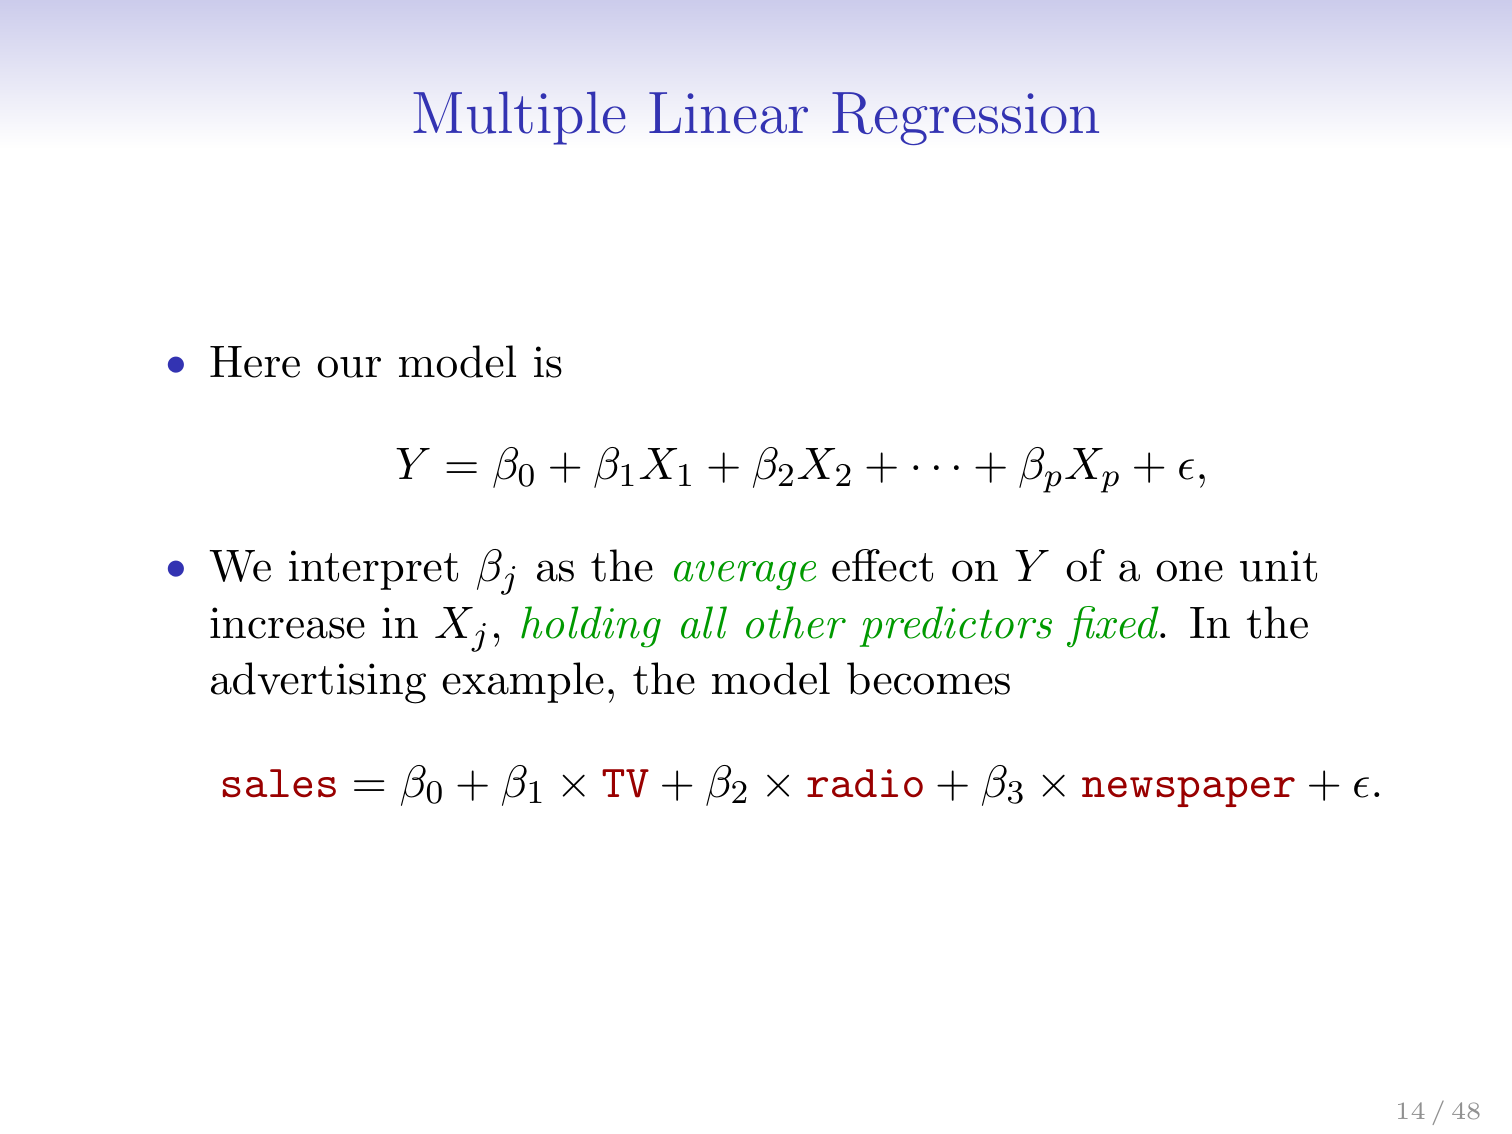 Multiple Linear Regression
• Here our model is
Y = β₀ + β₁X₁ + β₂X₂ + · · · + βₚXₚ + ϵ,
• We interpret βⱼ as the average effect on Y of a one unit
increase in Xⱼ, holding all other predictors fixed. In the
advertising example, the model becomes
sales = β₀ + β₁ × TV + β₂ × radio + β₃ × newspaper + ϵ.
14 / 48